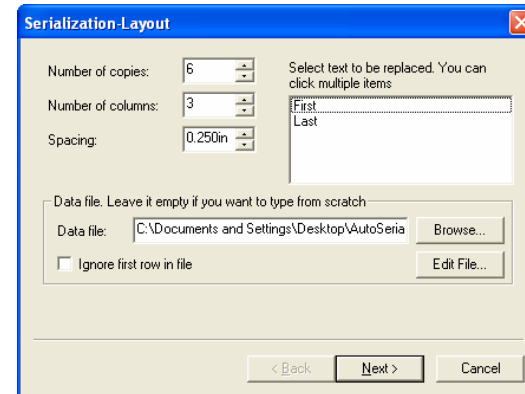 Serialization-Layout
Number of copies: 6
Number of columns: 3
Spacing: 0.250in
Select text to be replaced. You can
click multiple items
First
Last
Data file. Leave it empty if you want to type from scratch
Data file: C:\Documents and Settings\Desktop\AutoSeria Browse...
Ignore first row in file Edit File...
< Back Next > Cancel